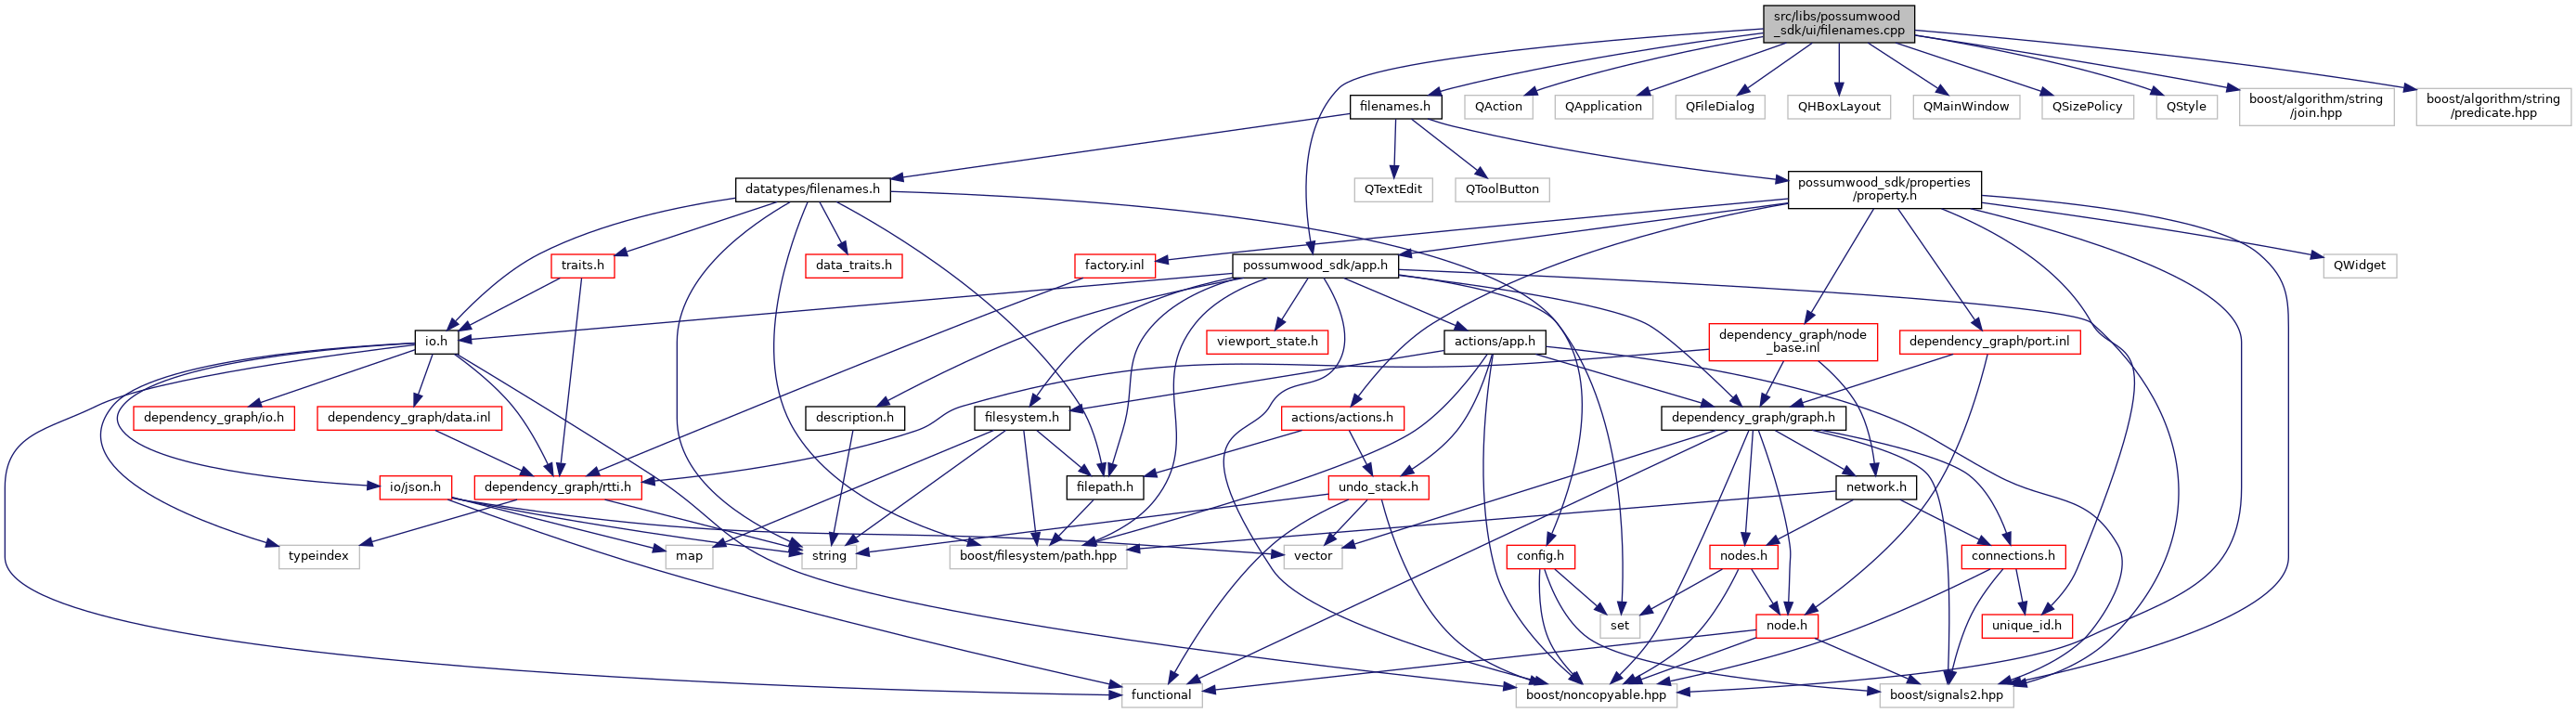 src/libs/possumwood
_sdk/ui/filenames.cpp
filenames.h
QAction
QApplication
QFileDialog
QHBoxLayout
QMainWindow
QSizePolicy
QStyle
boost/algorithm/string
/join.hpp
boost/algorithm/string
/predicate.hpp
datatypes/filenames.h
QTextEdit
QToolButton
possumwood_sdk/properties
/property.h
traits.h
data_traits.h
factory.inl
possumwood_sdk/app.h
QWidget
io.h
viewport_state.h
actions/app.h
dependency_graph/node
_base.inl
dependency_graph/port.inl
dependency_graph/io.h
dependency_graph/data.inl
description.h
filesystem.h
actions/actions.h
dependency_graph/graph.h
io/json.h
dependency_graph/rtti.h
filepath.h
undo_stack.h
network.h
typeindex
map
string
boost/filesystem/path.hpp
vector
config.h
nodes.h
connections.h
set
node.h
unique_id.h
functional
boost/noncopyable.hpp
boost/signals2.hpp